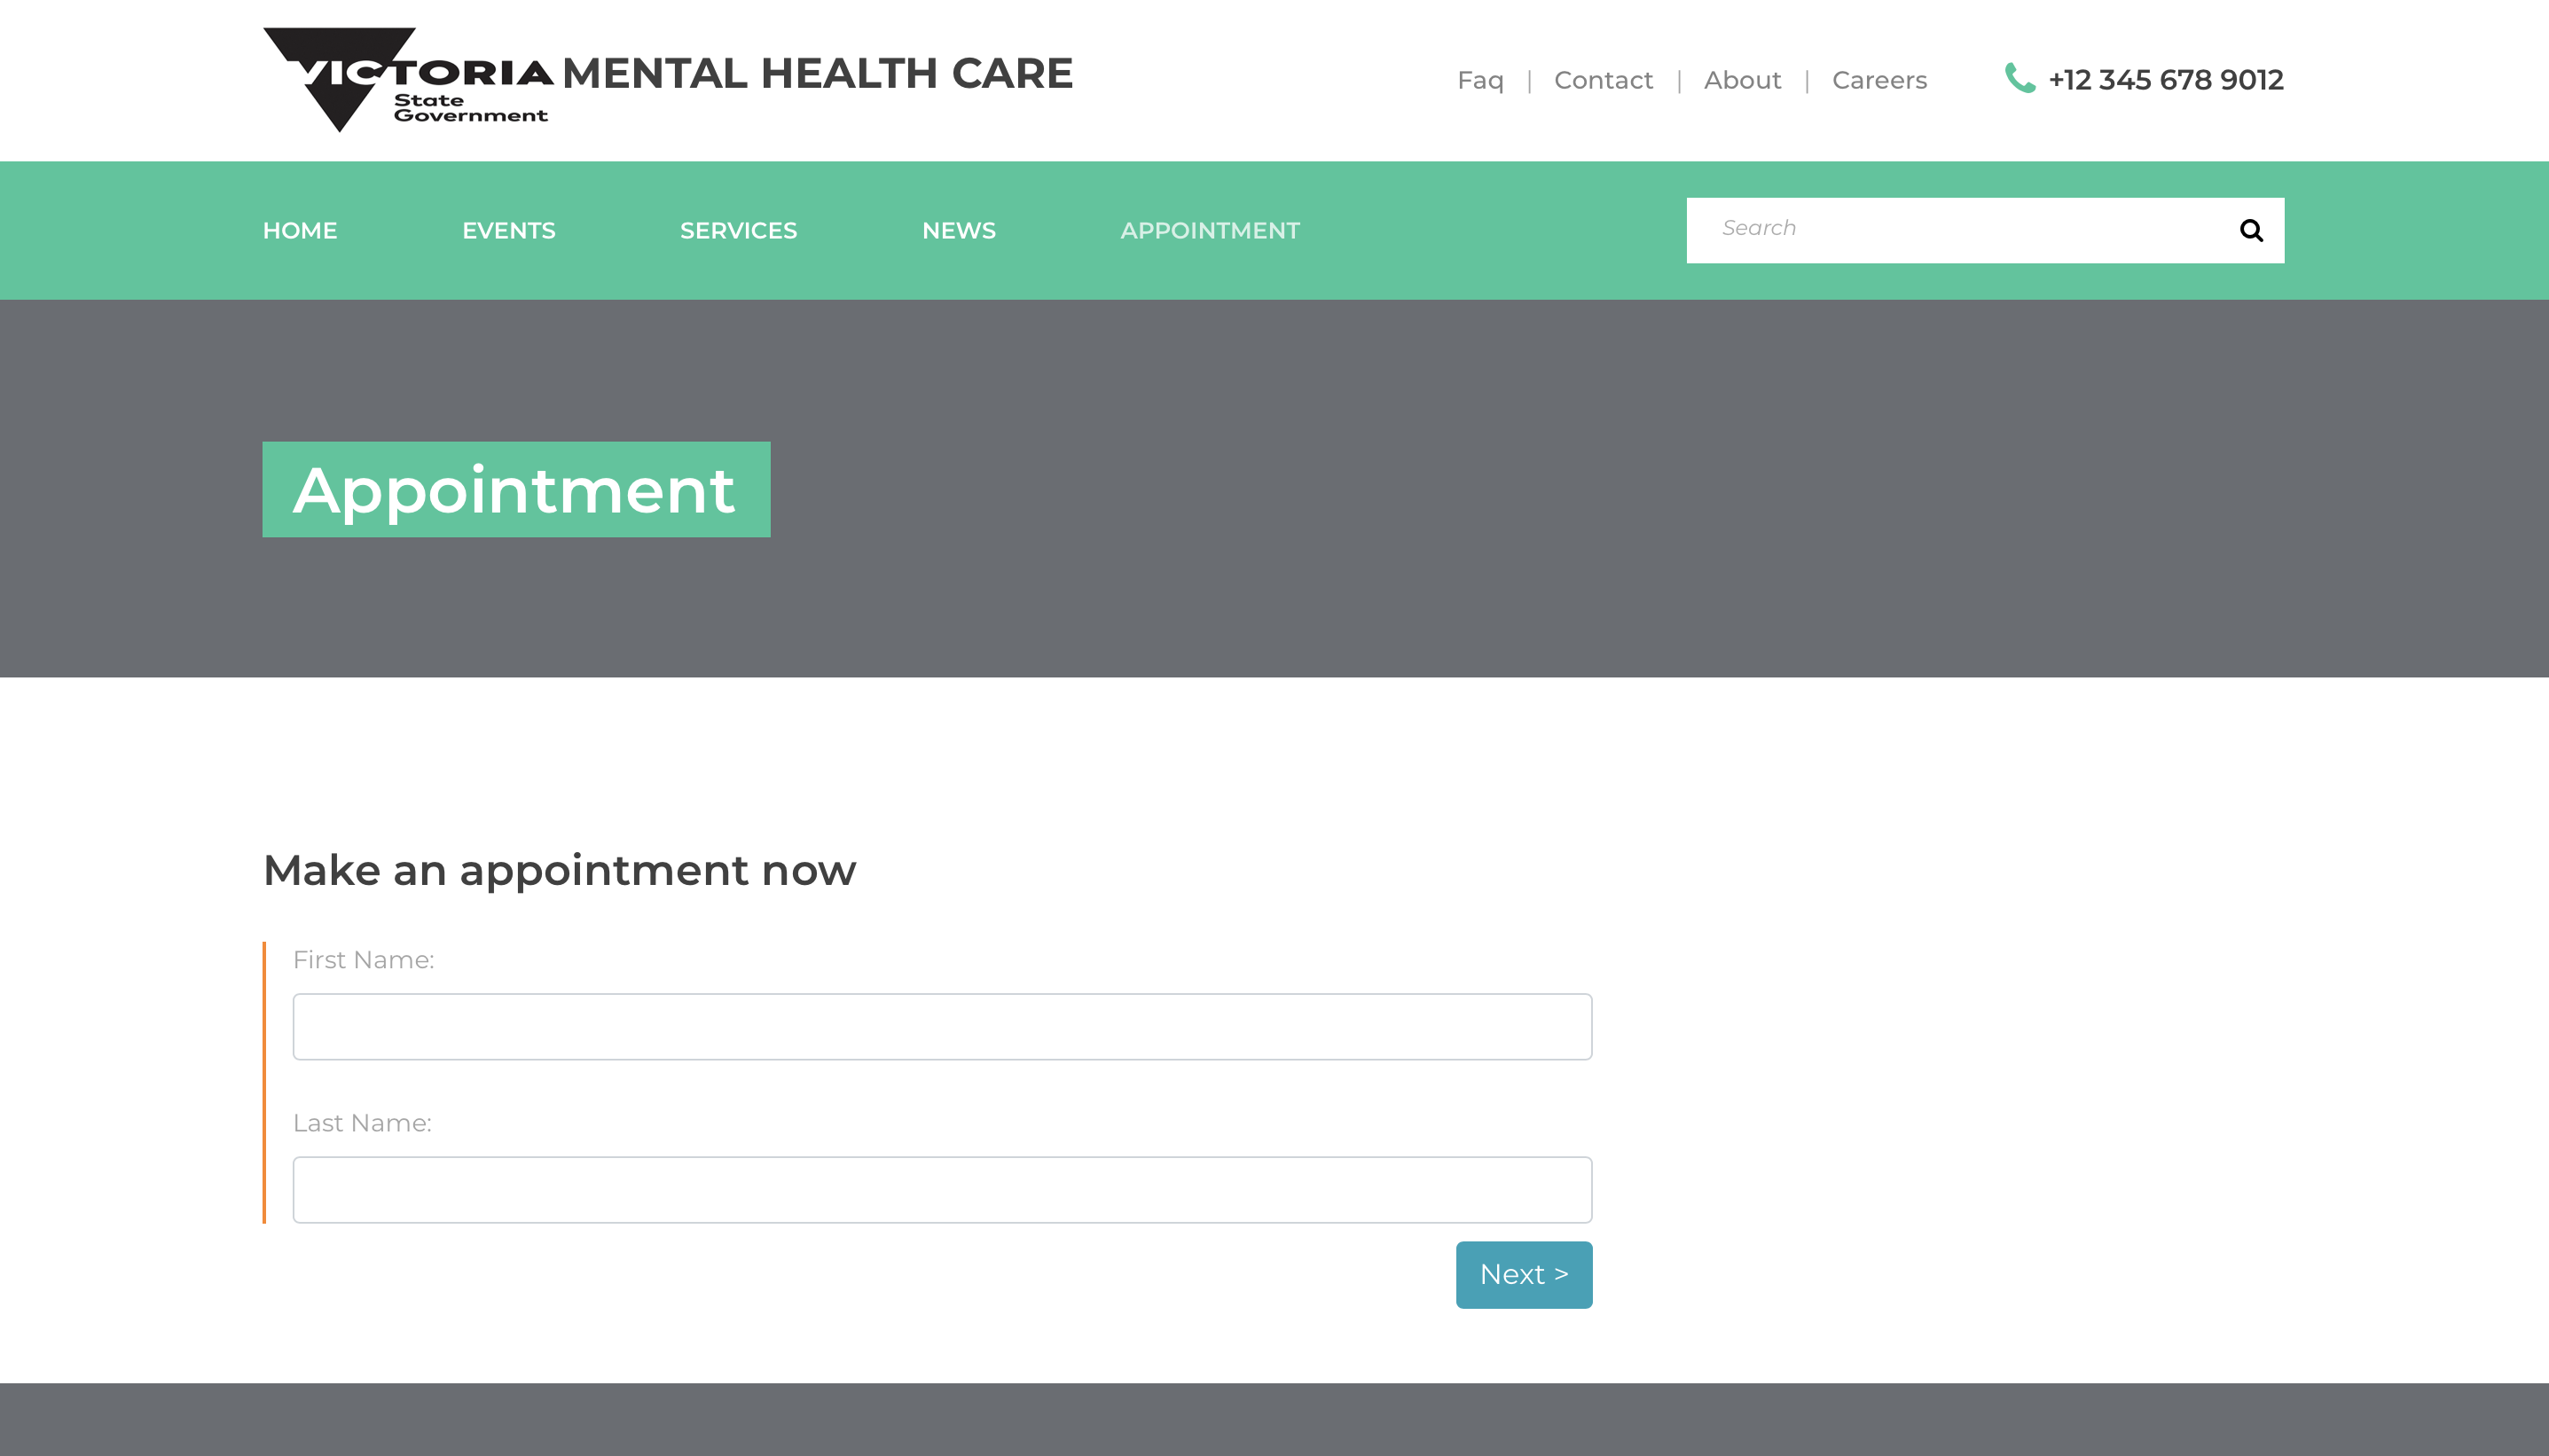 VICTORIA
State
Government
MENTAL HEALTH CARE
Faq | Contact | About | Careers
+12 345 678 9012
HOME EVENTS SERVICES NEWS APPOINTMENT
Search
Appointment
Make an appointment now
First Name:
Last Name:
Next >